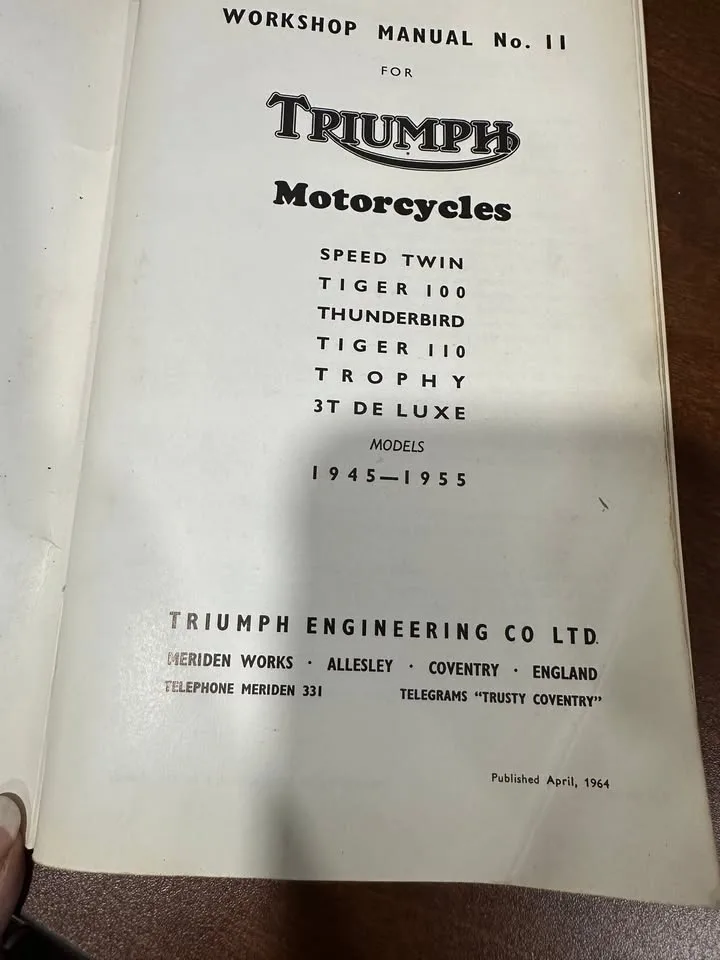 WORKSHOP MANUAL No. 11
FOR
TRIUMPH
Motorcycles
SPEED TWIN
TIGER 100
THUNDERBIRD
TIGER 110
TROPHY
3T DE LUXE
MODELS
1945—1955
TRIUMPH ENGINEERING CO LTD.
MERIDEN WORKS · ALLESLEY · COVENTRY · ENGLAND
TELEPHONE MERIDEN 331 TELEGRAMS “TRUSTY COVENTRY”
Published April, 1964